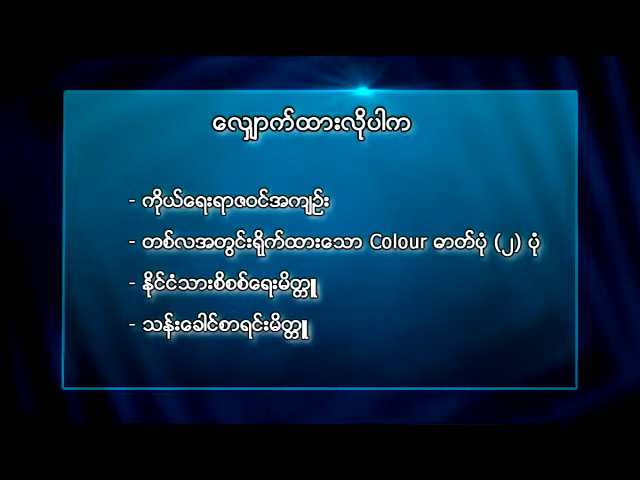 လျှောက်ထားလိုပါက
- ကိုယ်ရေးရာဇဝင်အကျဉ်း
- တစ်လအတွင်းရိုက်ထားသော Colour ဓာတ်ပုံ (၂) ပုံ
- နိုင်ငံသားစိစစ်ရေးမိတ္တူ
- သန်းခေါင်စာရင်းမိတ္တူ